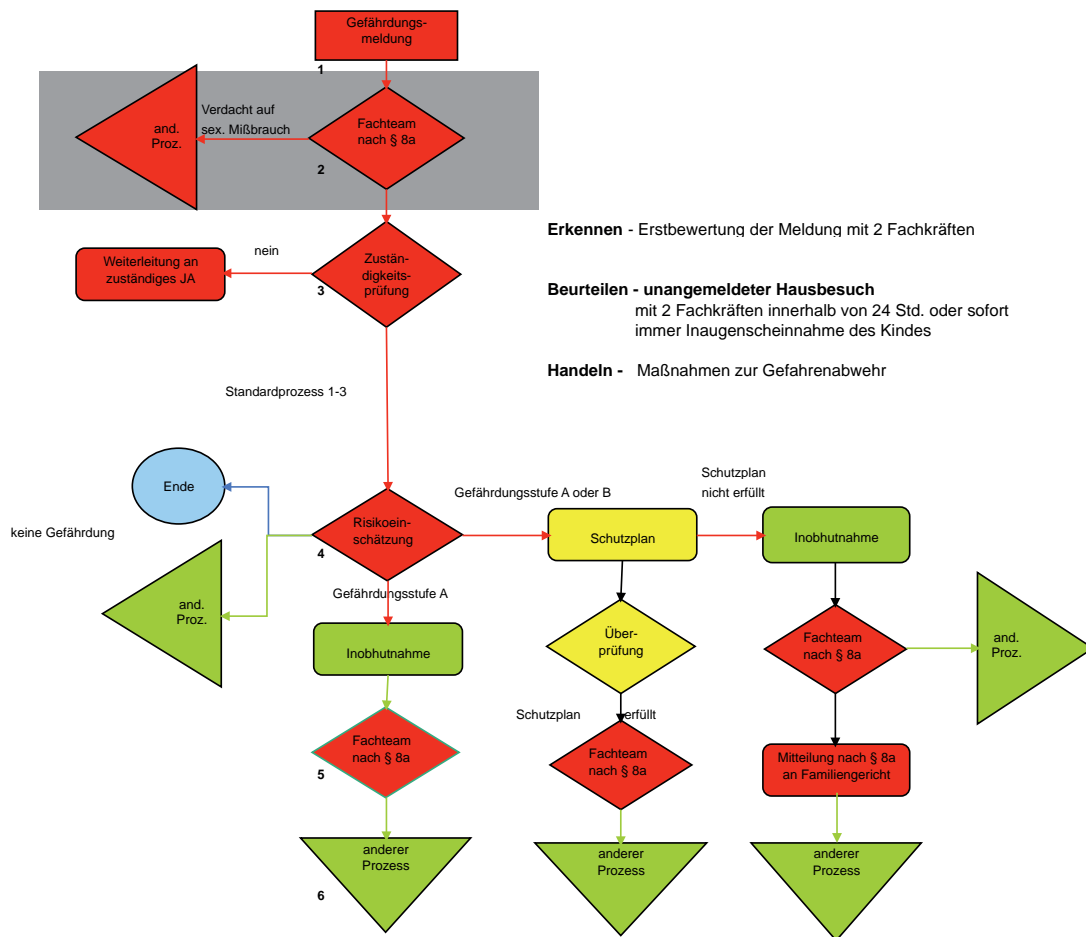 Gefährdungs-
meldung
1
Verdacht auf
sex. Mißbrauch
and.
Proz.
Fachteam
nach § 8a
2
Erkennen - Erstbewertung der Meldung mit 2 Fachkräften
nein
Weiterleitung an
zuständiges JA
Zustän-
digkeits-
prüfung
3
Beurteilen - unangemeldeter Hausbesuch
mit 2 Fachkräften innerhalb von 24 Std. oder sofort
immer Inaugenscheinnahme des Kindes
Handeln - Maßnahmen zur Gefahrenabwehr
Standardprozess 1-3
Ende
keine Gefährdung
Risikoein-
schätzung
4
Gefährdungsstufe A oder B
Schutzplan
Schutzplan
nicht erfüllt
Inobhutnahme
and.
Proz.
Gefährdungsstufe A
Inobhutnahme
Über-
prüfung
Fachteam
nach § 8a
and.
Proz.
Schutzplan erfüllt
Fachteam
nach § 8a
5
Fachteam
nach § 8a
Mitteilung nach § 8a
an Familiengericht
anderer
Prozess
6
anderer
Prozess
anderer
Prozess